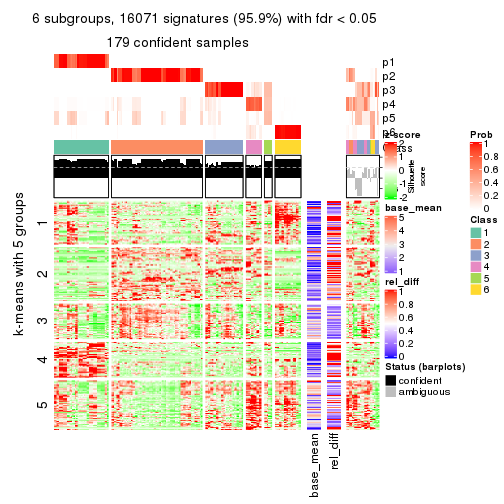 6 subgroups, 16071 signatures (95.9%) with fdr < 0.05
179 confident samples
p1
p2
p3
p4
p5
p6
Class
Silhouette
score
k-means with 5 groups
1
2
3
4
5
base_mean
rel_diff
z-score
2
1
0
-1
-2
base_mean
5
4
3
2
1
rel_diff
1
0.8
0.6
0.4
0.2
0
Status (barplots)
confident
ambiguous
Prob
1
0.8
0.6
0.4
0.2
0
Class
1
2
3
4
5
6